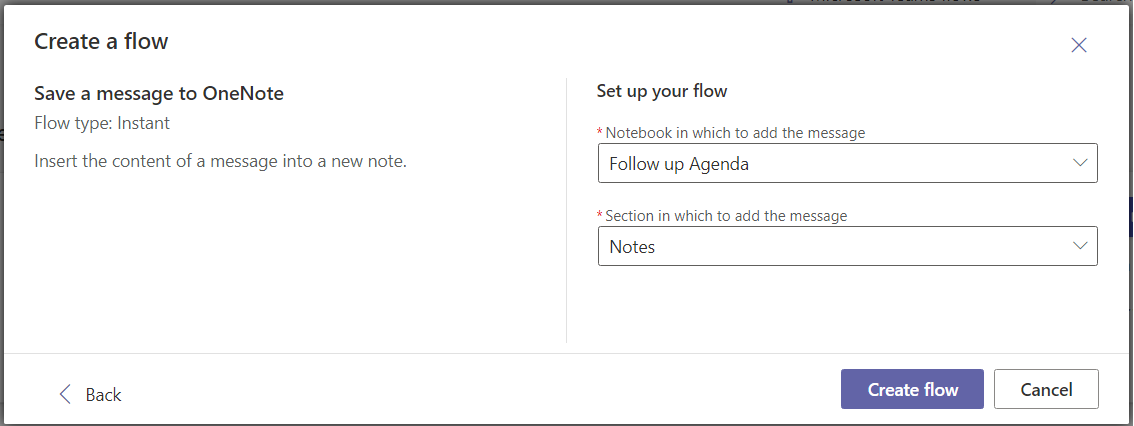 Create a flow
Save a message to OneNote
Flow type: Instant
Insert the content of a message into a new note.
Set up your flow
*Notebook in which to add the message
Follow up Agenda
*Section in which to add the message
Notes
Back
Create flow
Cancel